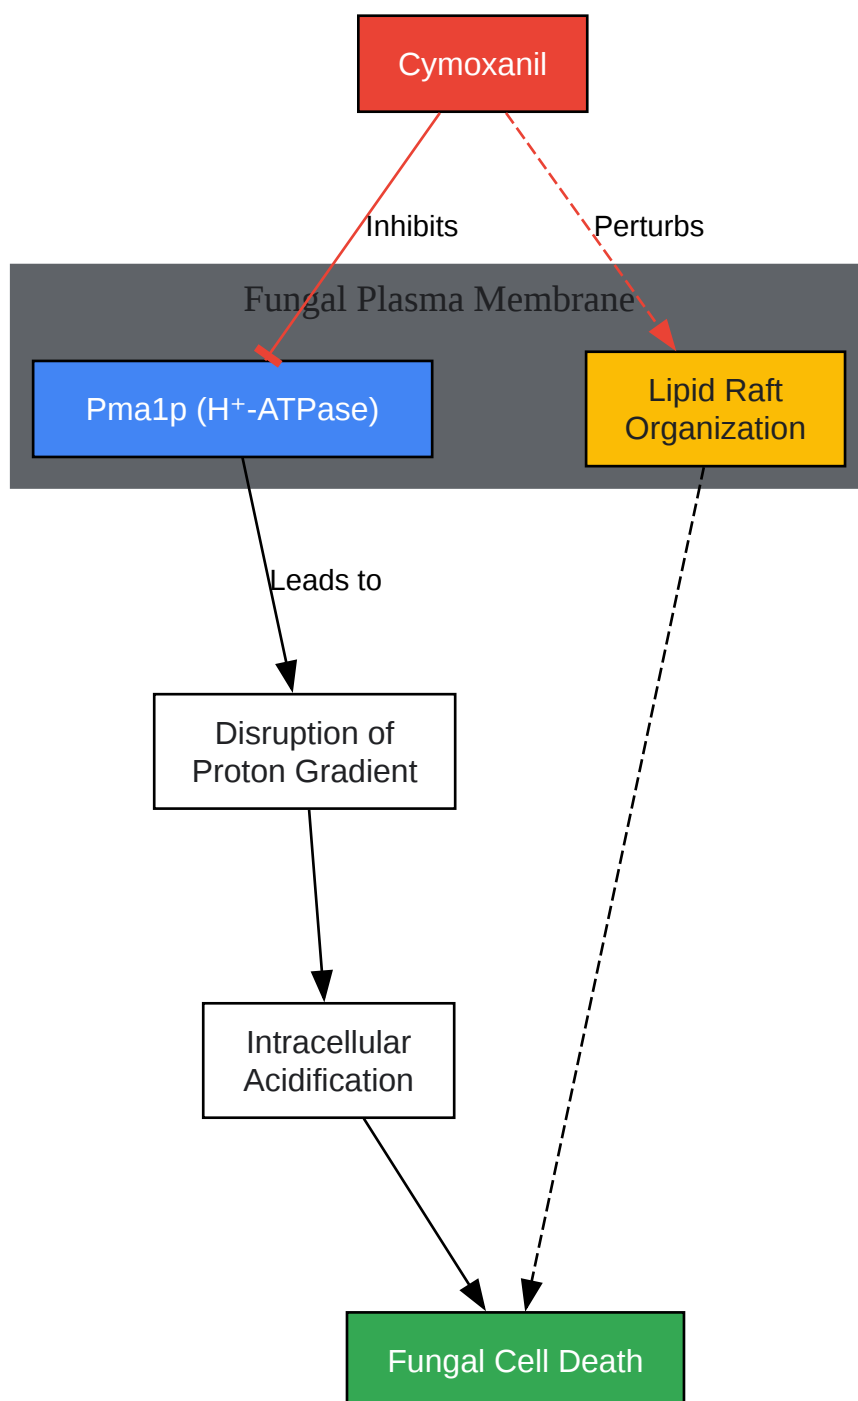 Cymoxanil
Inhibits
Perturbs
Fungal Plasma Membrane
Pma1p (H⁺-ATPase)
Lipid Raft
Organization
Leads to
Disruption of
Proton Gradient
Intracellular
Acidification
Fungal Cell Death